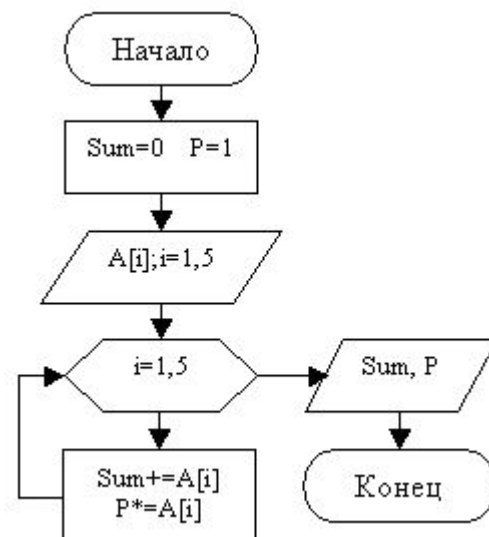 Начало
Sum=0 P=1
A[i];i=1,5
i=1,5
Sum+=A[i]
P*=A[i]
Sum, P
Конец